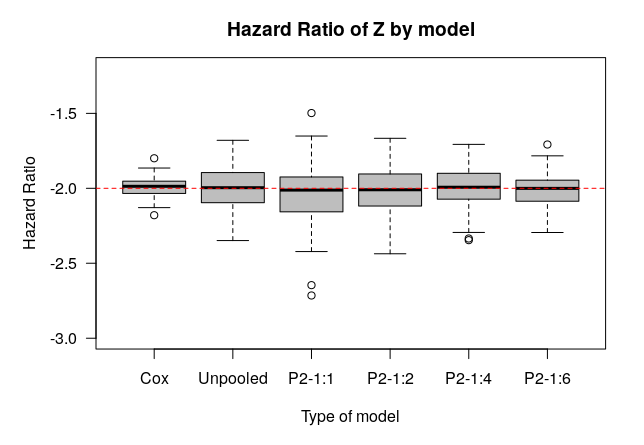 Hazard Ratio of Z by model
Hazard Ratio
-1.5
-2.0
-2.5
-3.0
Cox Unpooled P2-1:1 P2-1:2 P2-1:4 P2-1:6
Type of model